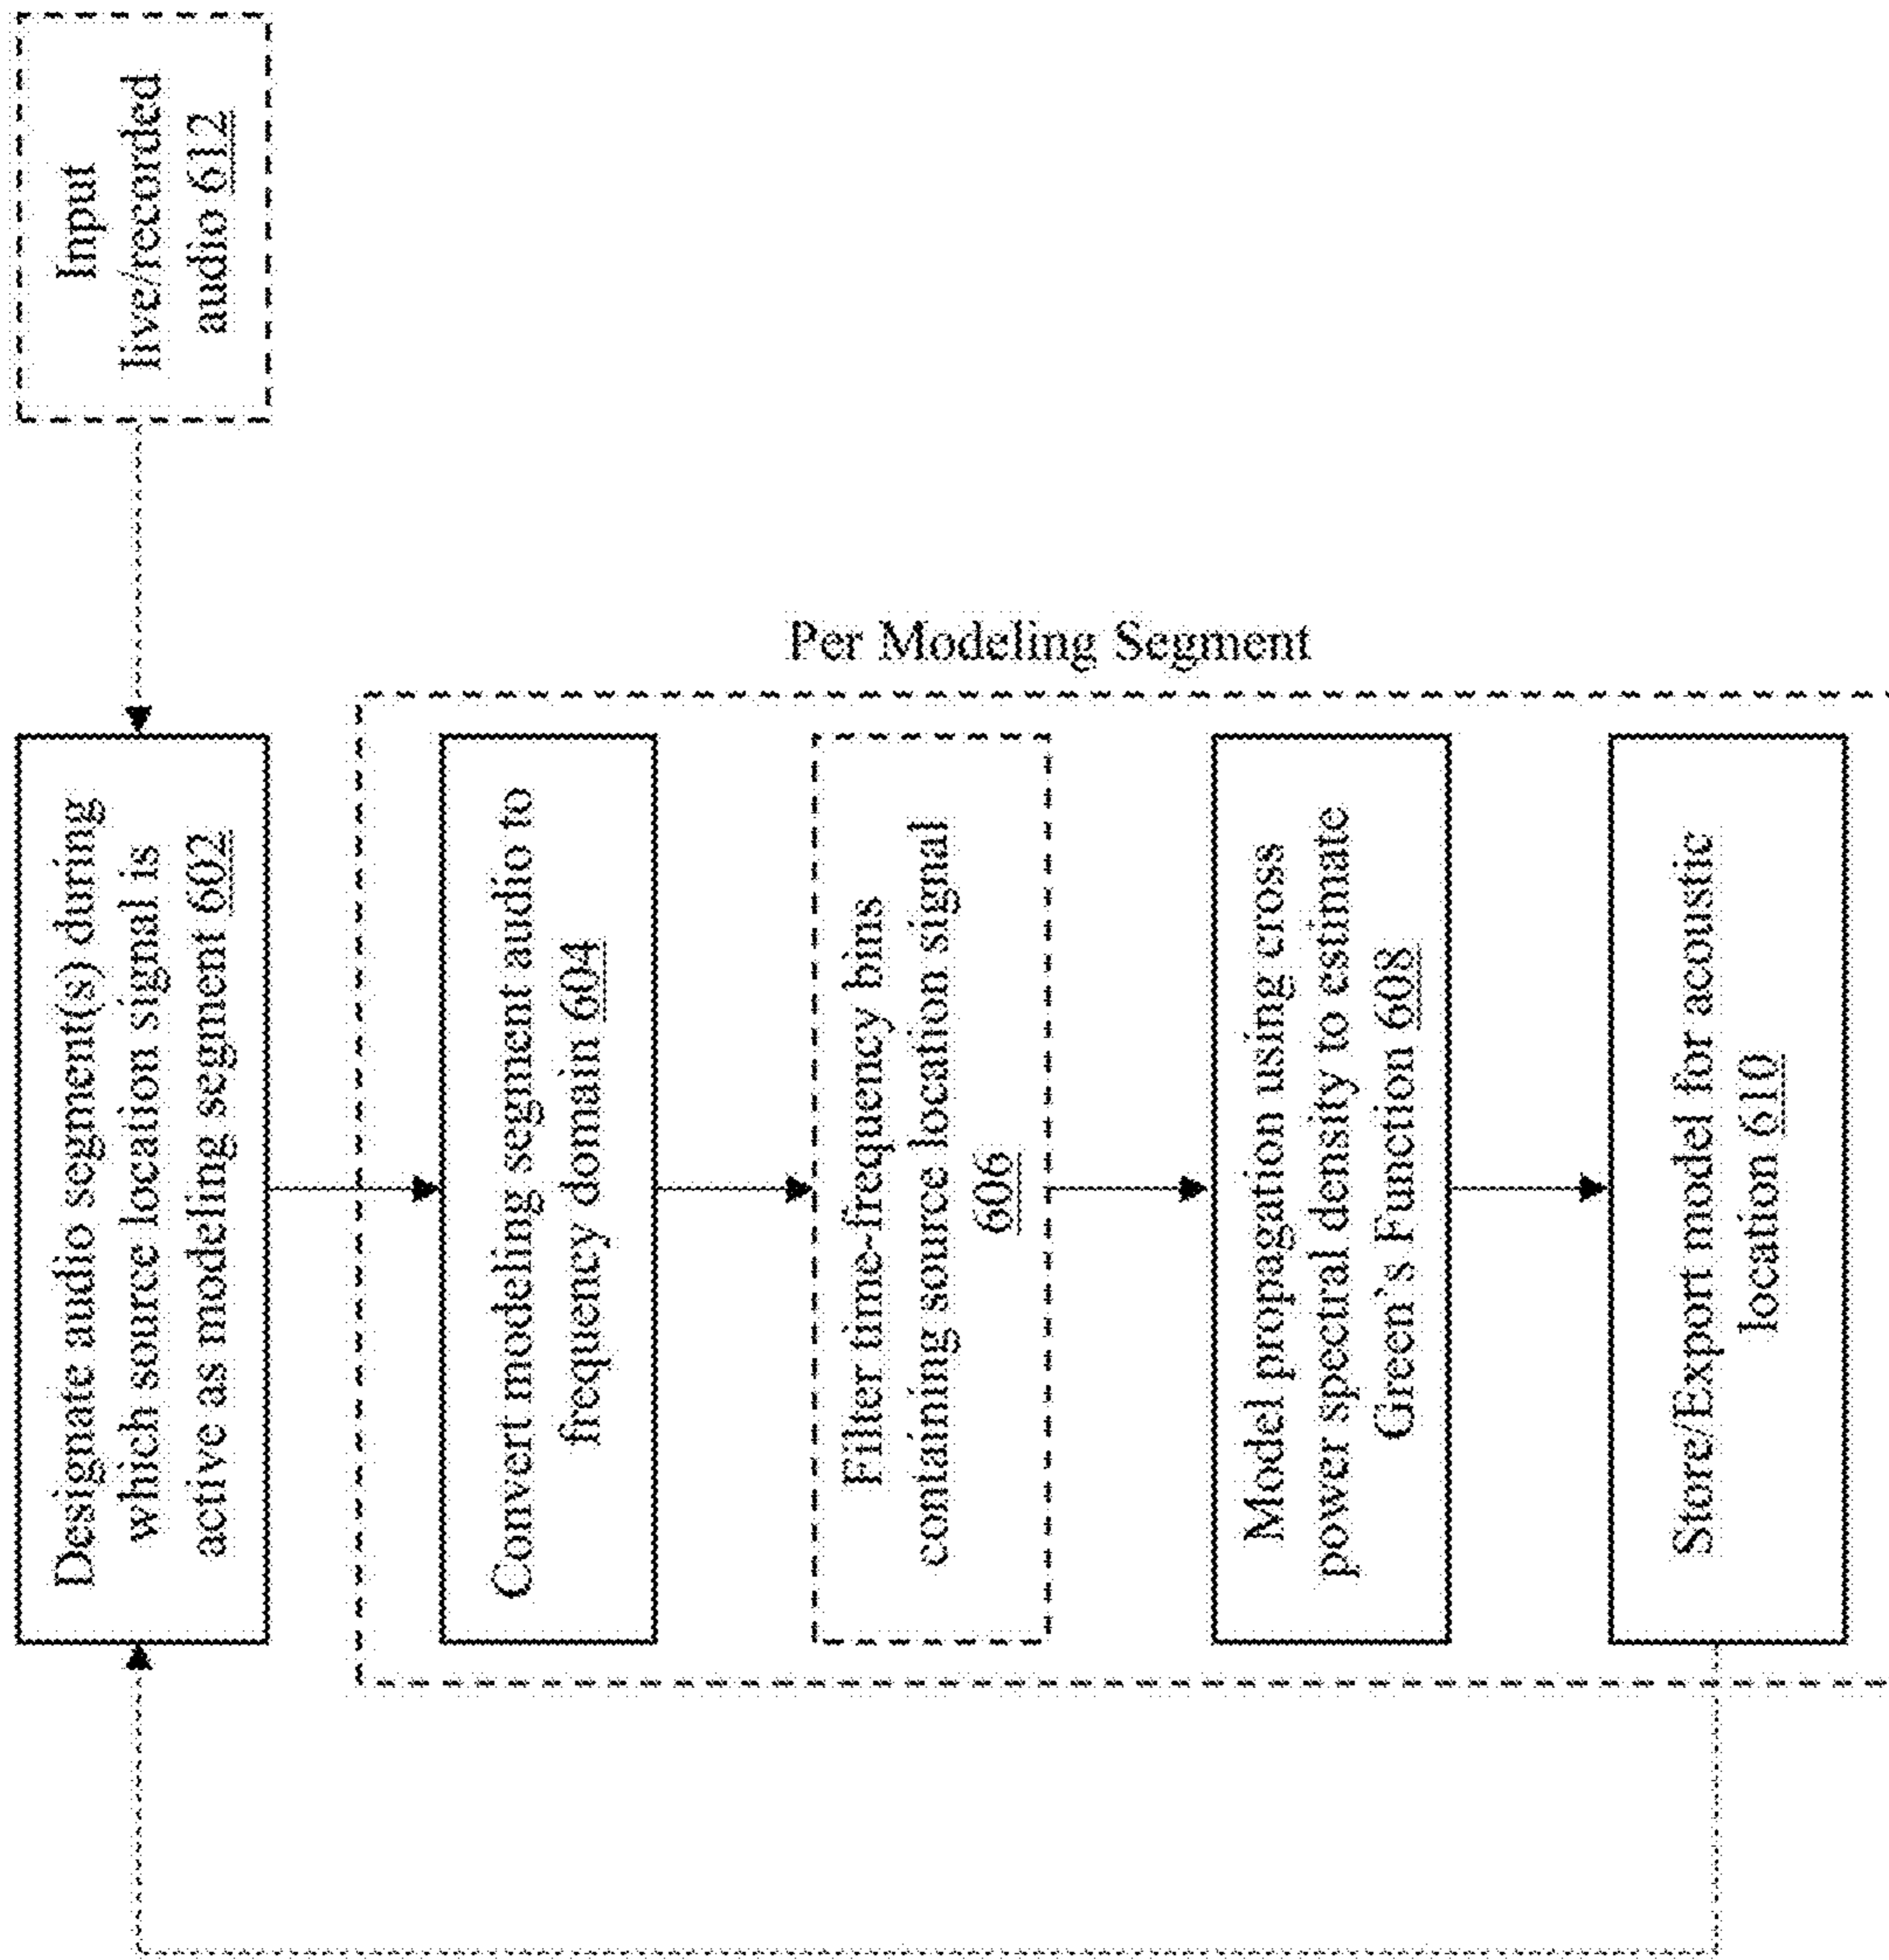 Input
live/recorded
audio 612
Designate audio segment(s) during
which source location signal is
active as modeling segment 602
Per Modeling Segment
Convert modeling segment audio to
frequency domain 604
Filter time-frequency bins
containing source location signal
606
Model propagation using cross
power spectral density to estimate
Green's Function 608
Store/Export model for acoustic
location 610